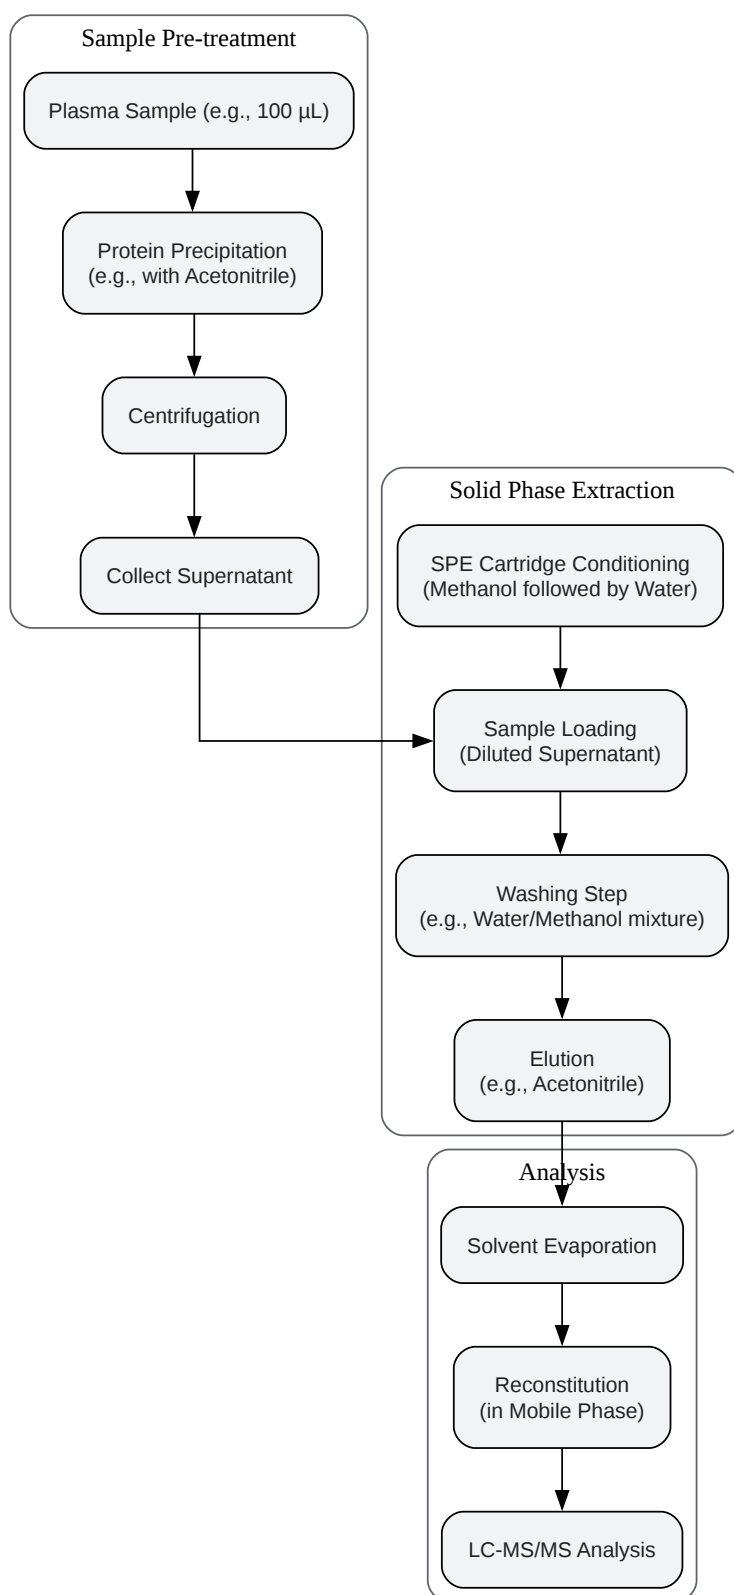 Sample Pre-treatment
Plasma Sample (e.g., 100 µL)
Protein Precipitation
(e.g., with Acetonitrile)
Centrifugation
Collect Supernatant
Solid Phase Extraction
SPE Cartridge Conditioning
(Methanol followed by Water)
Sample Loading
(Diluted Supernatant)
Washing Step
(e.g., Water/Methanol mixture)
Elution
(e.g., Acetonitrile)
Analysis
Solvent Evaporation
Reconstitution
(in Mobile Phase)
LC-MS/MS Analysis